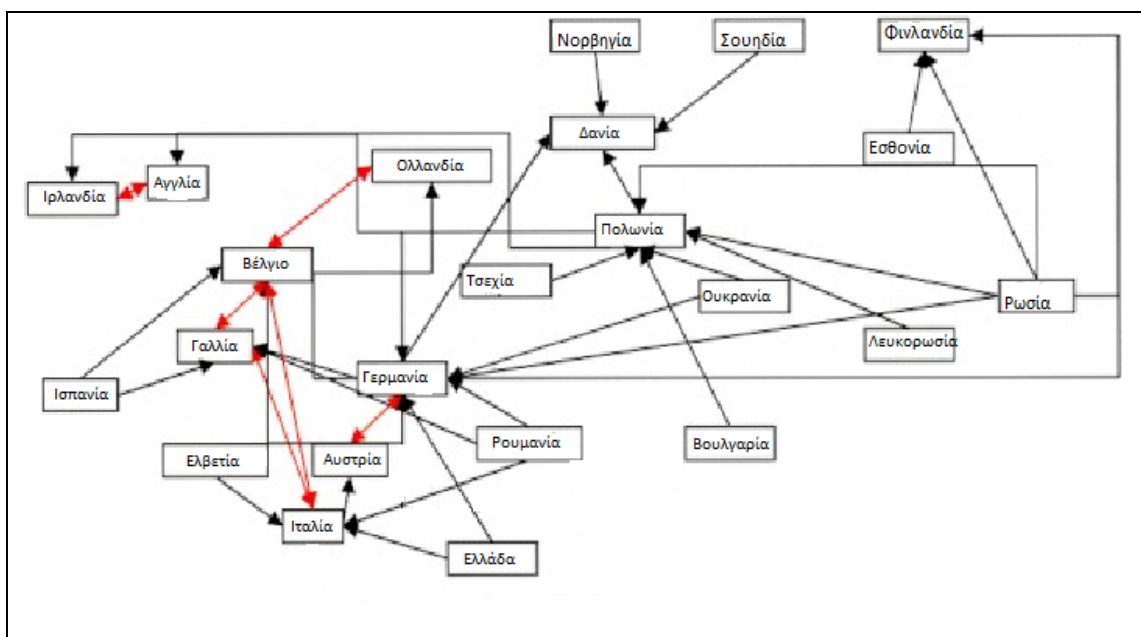 Νορβηγία
Σουηδία
Φινλανδία
Δανία
Εσθονία
Ολλανδία
Αγγλία
Ιρλανδία
Πολωνία
Βέλγιο
Τσεχία
Ουκρανία
Ρωσία
Γαλλία
Λευκορωσία
Γερμανία
Ισπανία
Ρουμανία
Βουλγαρία
Ελβετία
Αυστρία
Ιταλία
Ελλάδα